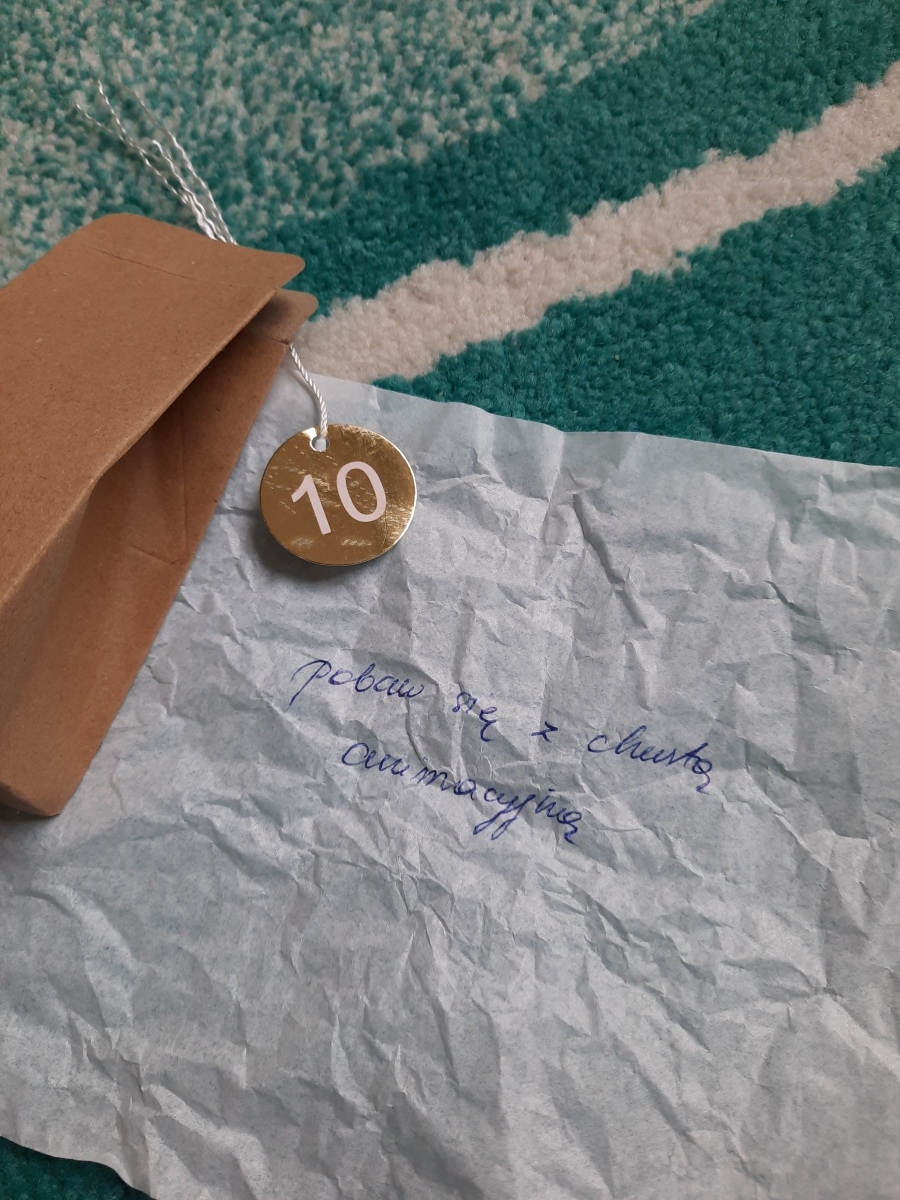 10
pobaw się z chustą
animacyjną